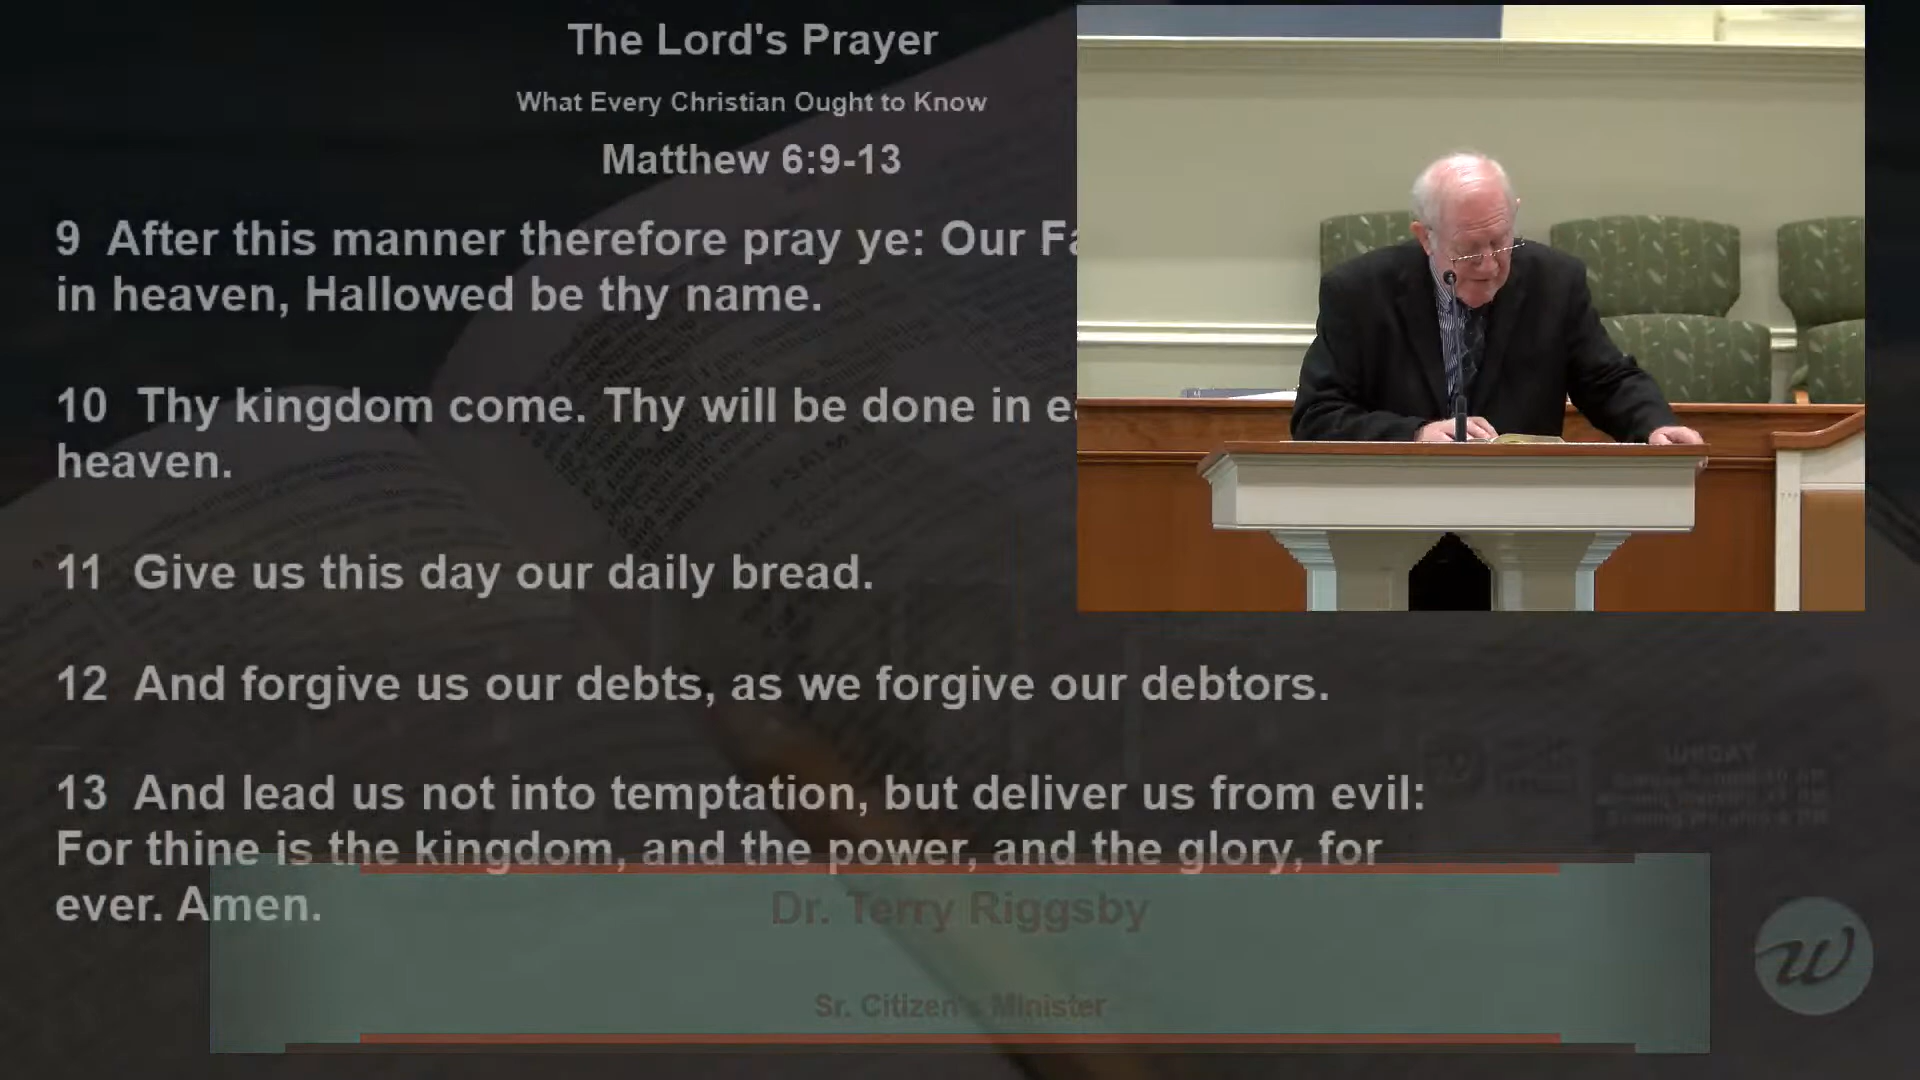 The Lord's Prayer
What Every Christian Ought to Know
Matthew 6:9-13
9 After this manner therefore pray ye: Our
in heaven, Hallowed be thy name.
10 Thy kingdom come. Thy will be done in
heaven.
11 Give us this day our daily bread.
12 And forgive us our debts, as we forgive our debtors.
13 And lead us not into temptation, but deliver us from evil:
For thine is the kingdom, and the power, and the glory, for
ever. Amen.
Dr. Terry Riggsby
Sr. Citizen's Minister
w